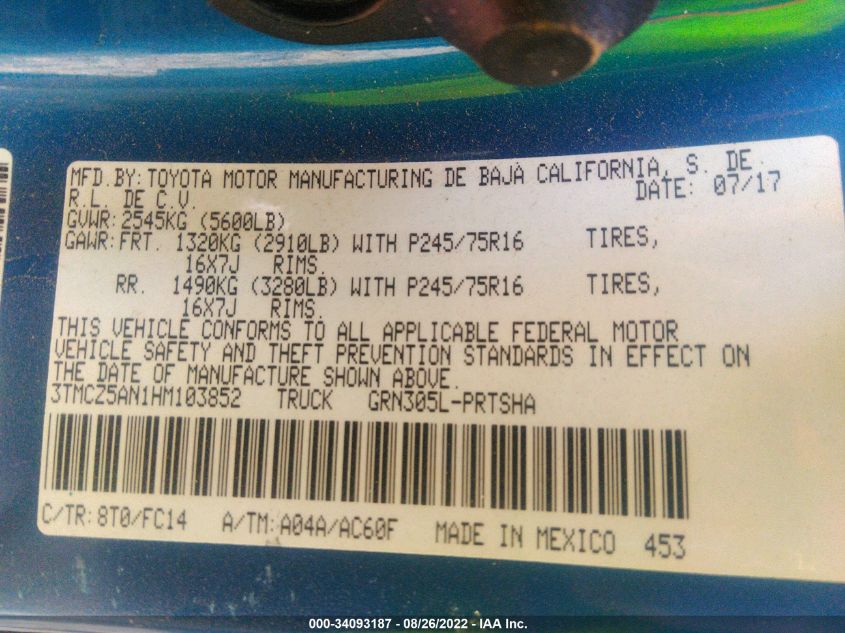 MFD.BY: TOYOTA MOTOR MANUFACTURING DE BAJA CALIFORNIA, S. DE
R.L. DE C.V. DATE: 07/17
GVWR: 2545KG (5600LB)
GAWR: FRT. 1320KG (2910LB) WITH P245/75R16 TIRES,
16X7J RIMS.
RR. 1490KG (3280LB) WITH P245/75R16 TIRES,
16X7J RIMS.
THIS VEHICLE CONFORMS TO ALL APPLICABLE FEDERAL MOTOR
VEHICLE SAFETY AND THEFT PREVENTION STANDARDS IN EFFECT ON
THE DATE OF MANUFACTURE SHOWN ABOVE.
3TMCZ5AN1HM103852 TRUCK GRN305L-PRTSHA
C/TR: 8T0/FC14 A/TM: A04A/AC60F MADE IN MEXICO 453
000-34093187 - 08/26/2022 - IAA Inc.